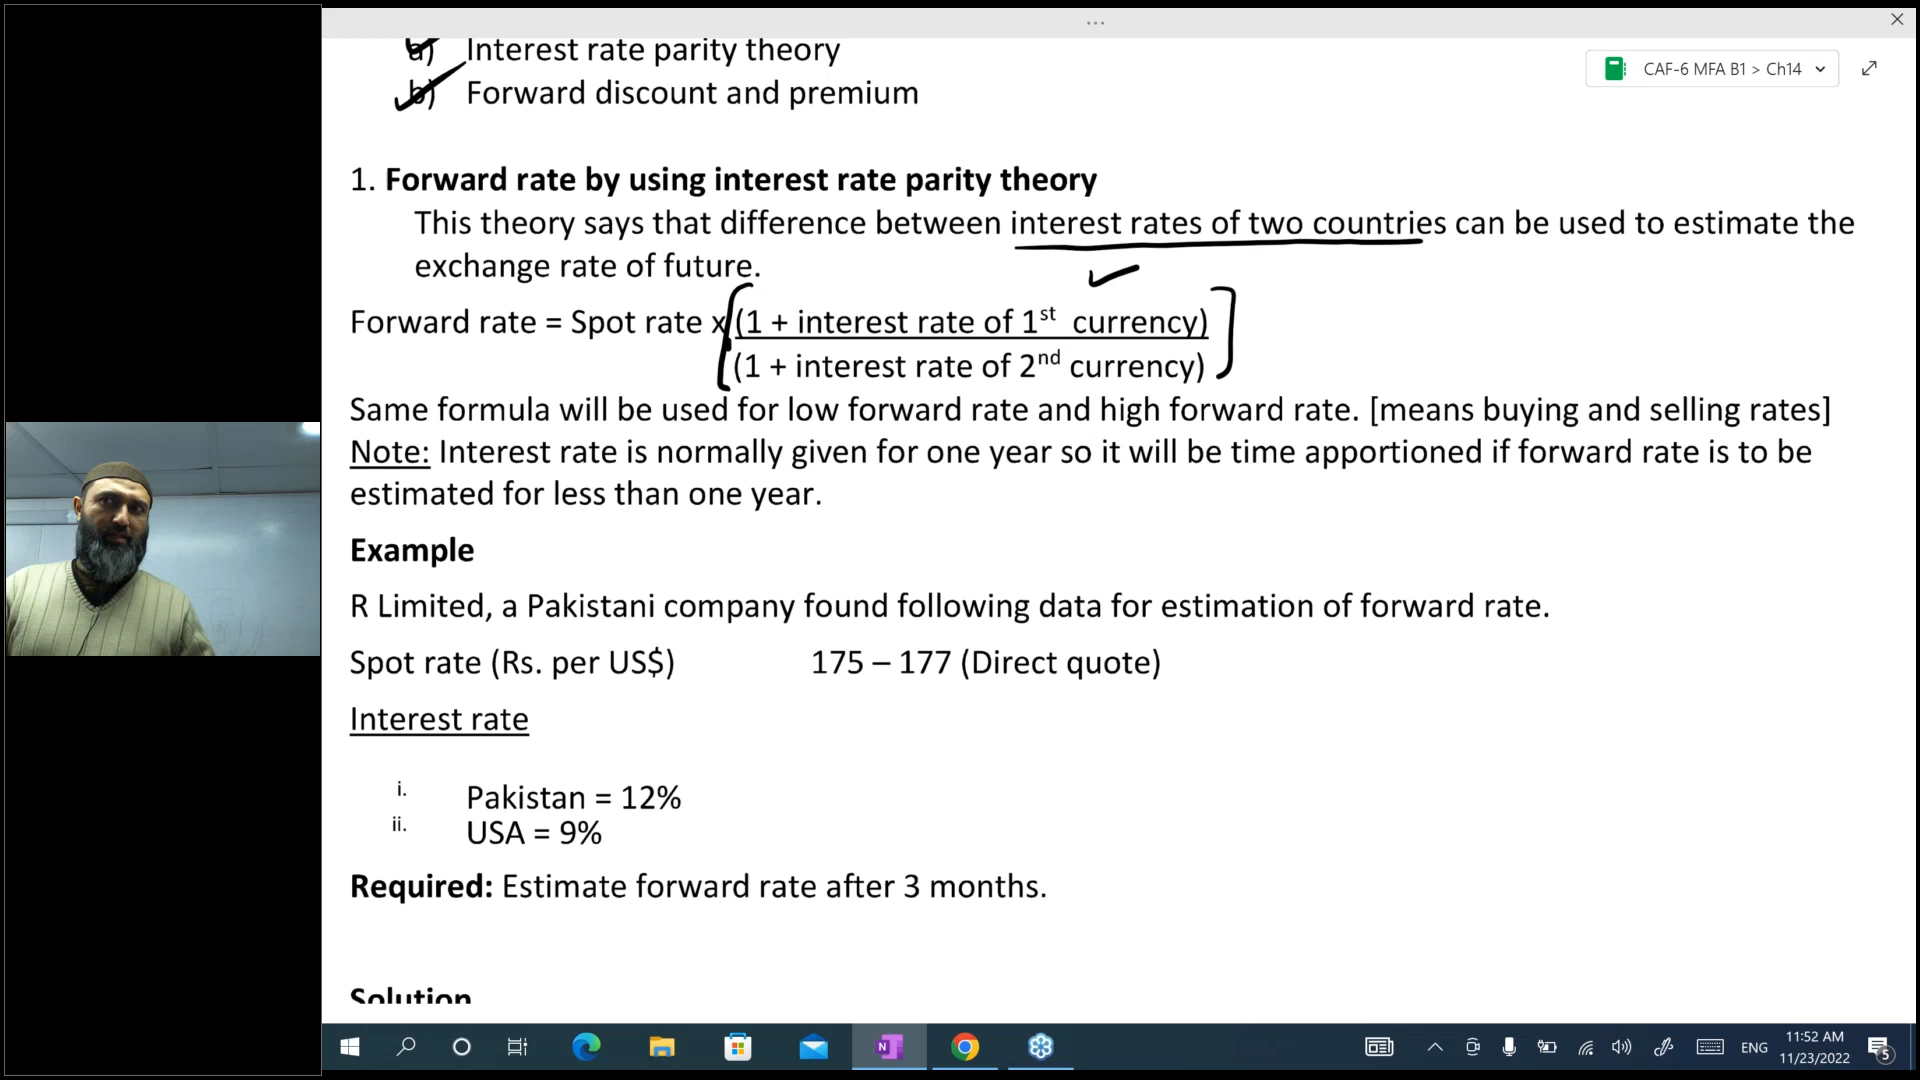 a) Interest rate parity theory
CAF-6 MFA B1 > Ch14
b) Forward discount and premium
1. Forward rate by using interest rate parity theory
This theory says that difference between interest rates of two countries can be used to estimate the
exchange rate of future.
Forward rate = Spot rate x (1 + interest rate of 1st currency)
(1 + interest rate of 2nd currency)
Same formula will be used for low forward rate and high forward rate. [means buying and selling rates]
Note: Interest rate is normally given for one year so it will be time apportioned if forward rate is to be
estimated for less than one year.
Example
R Limited, a Pakistani company found following data for estimation of forward rate.
Spot rate (Rs. per US$) 175 – 177 (Direct quote)
Interest rate
i. Pakistan = 12%
ii. USA = 9%
Required: Estimate forward rate after 3 months.
Solution
ENG
11:52 AM
11/23/2022
5